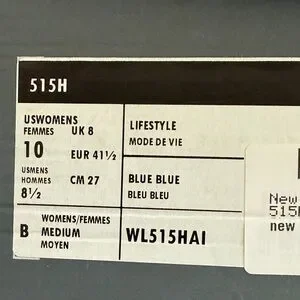 515H
USWOMENS
FEMMES
UK 8
10
EUR 41½
USMENS
HOMMES
CM 27
8½
LIFESTYLE
MODE DE VIE
BLUE BLUE
BLEU BLEU
B
WOMENS/FEMMES
MEDIUM
MOYEN
WL515HAI
New
515
new